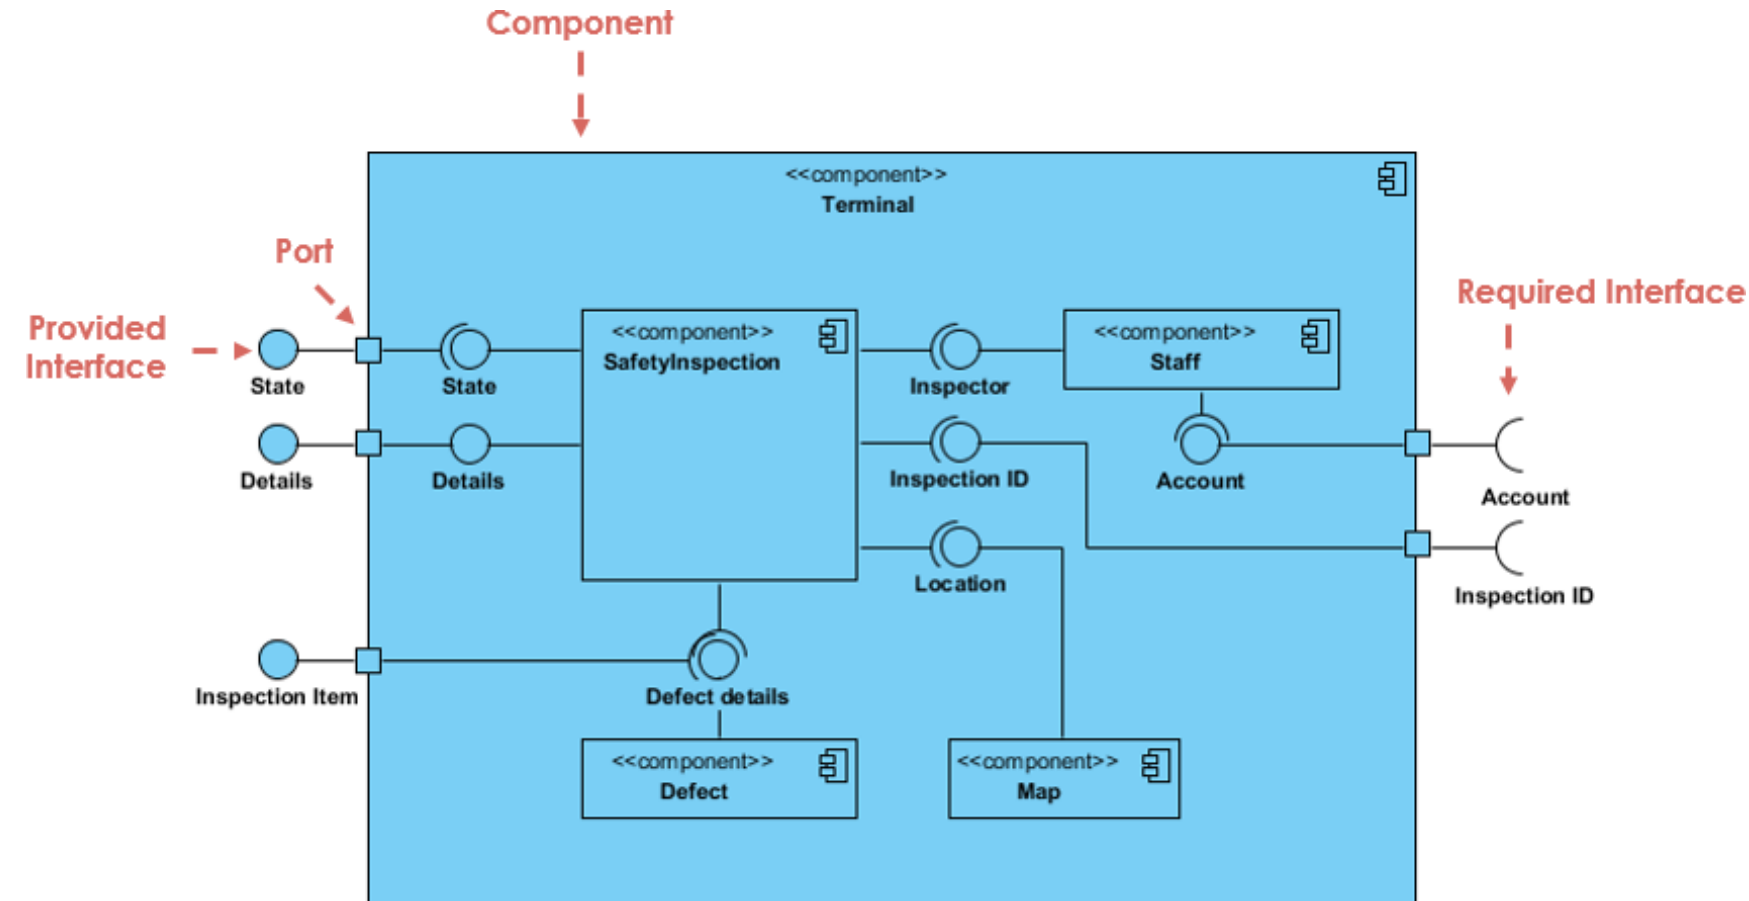 Component
<<component>>
Terminal
Port
Provided
Interface
Required Interface
<<component>>
SafetyInspection
<<component>>
Staff
State
State
Inspector
Details
Details
Inspection ID
Account
Account
Location
Inspection ID
Inspection Item
Defect details
<<component>>
Defect
<<component>>
Map